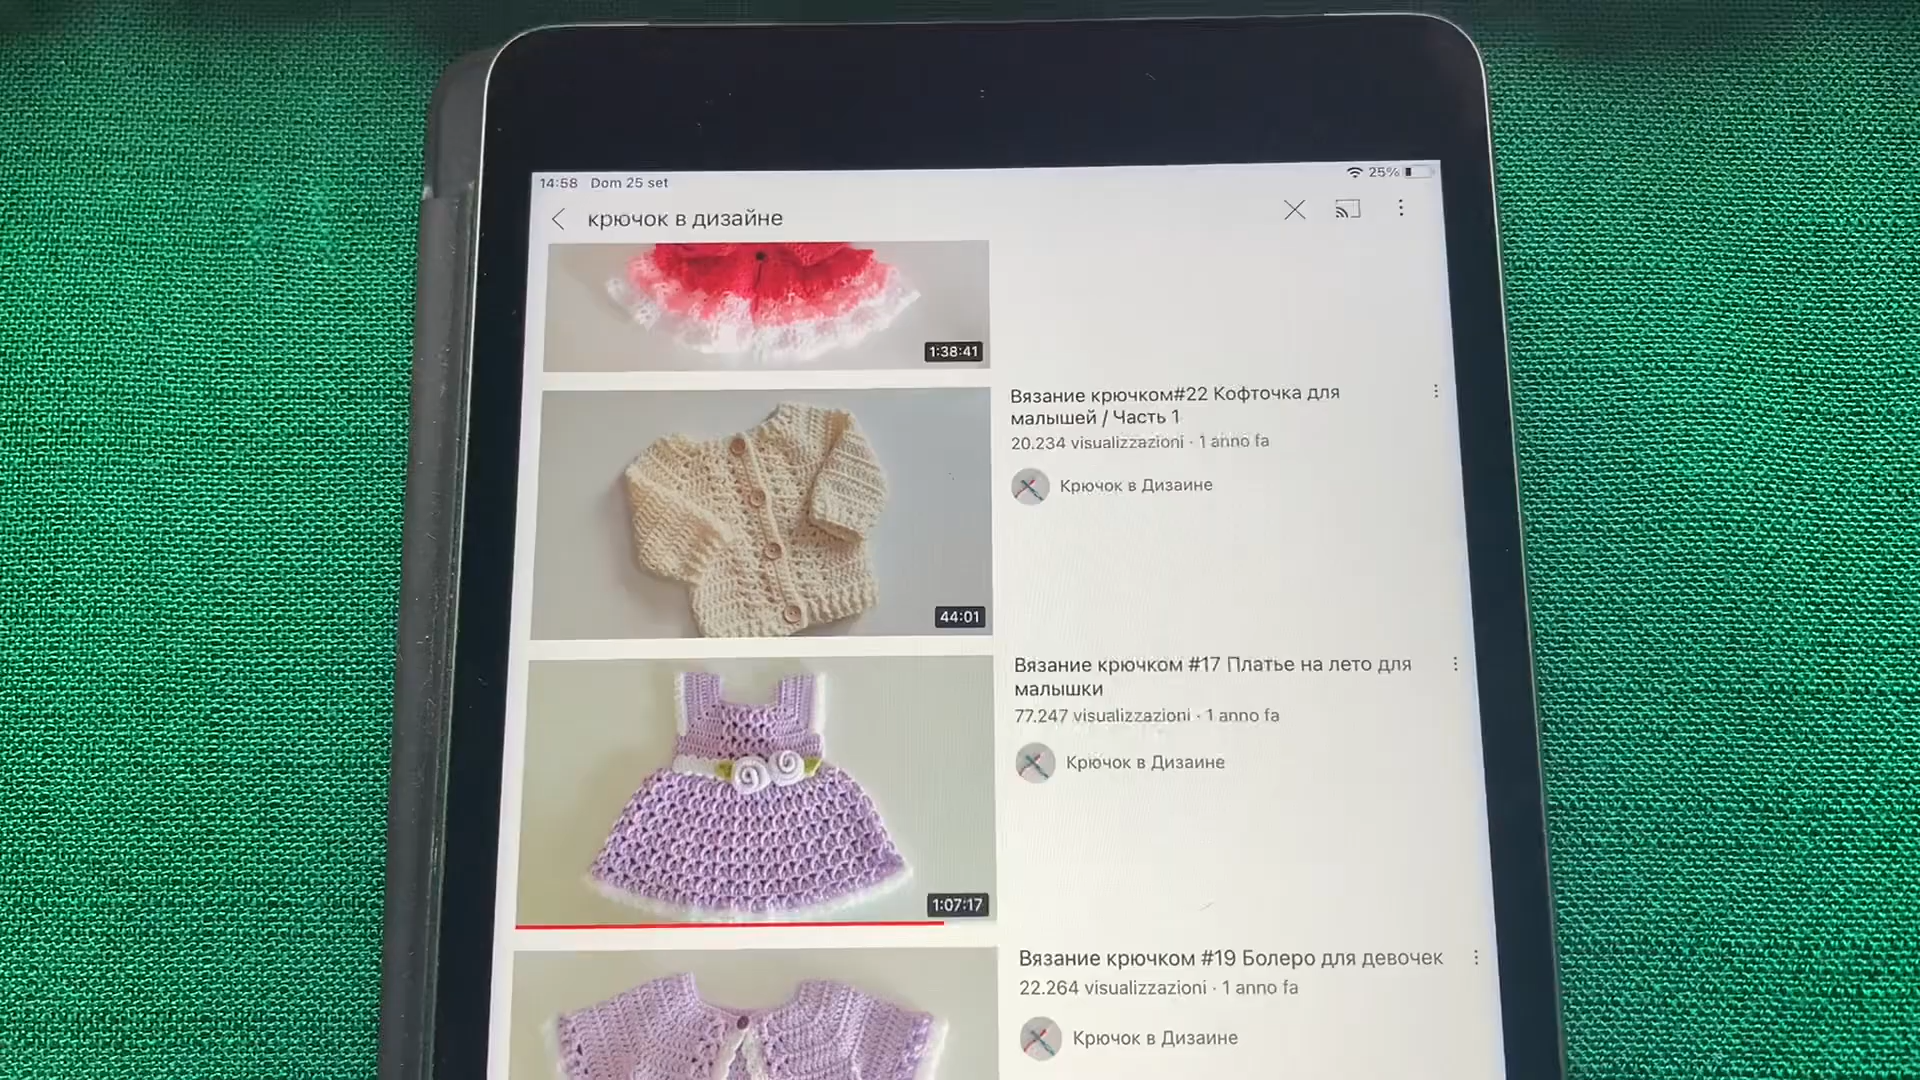 14:58 Dom 25 set
25%
крючок в дизайне
1:38:41
Вязание крючком#22 Кофточка для
малышей / Часть 1
20.234 visualizzazioni · 1 anno fa
Крючок в Дизайне
44:01
Вязание крючком #17 Платье на лето для
малышки
77.247 visualizzazioni · 1 anno fa
Крючок в Дизайне
1:07:17
Вязание крючком #19 Болеро для девочек
22.264 visualizzazioni · 1 anno fa
Крючок в Дизайне